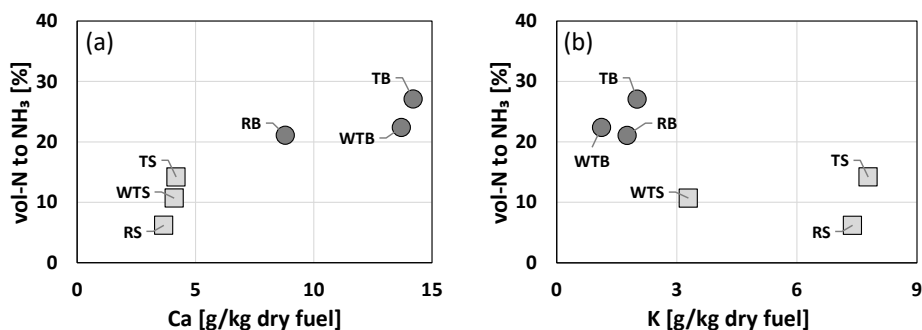 (a)
vol-N to NH₃ [%]
40
30
20
10
0
TB
RB
WTB
TS
WTS
RS
0
5
10
15
Ca [g/kg dry fuel]
(b)
vol-N to NH₃ [%]
40
30
20
10
0
TB
RB
WTB
TS
WTS
RS
0
3
6
9
K [g/kg dry fuel]